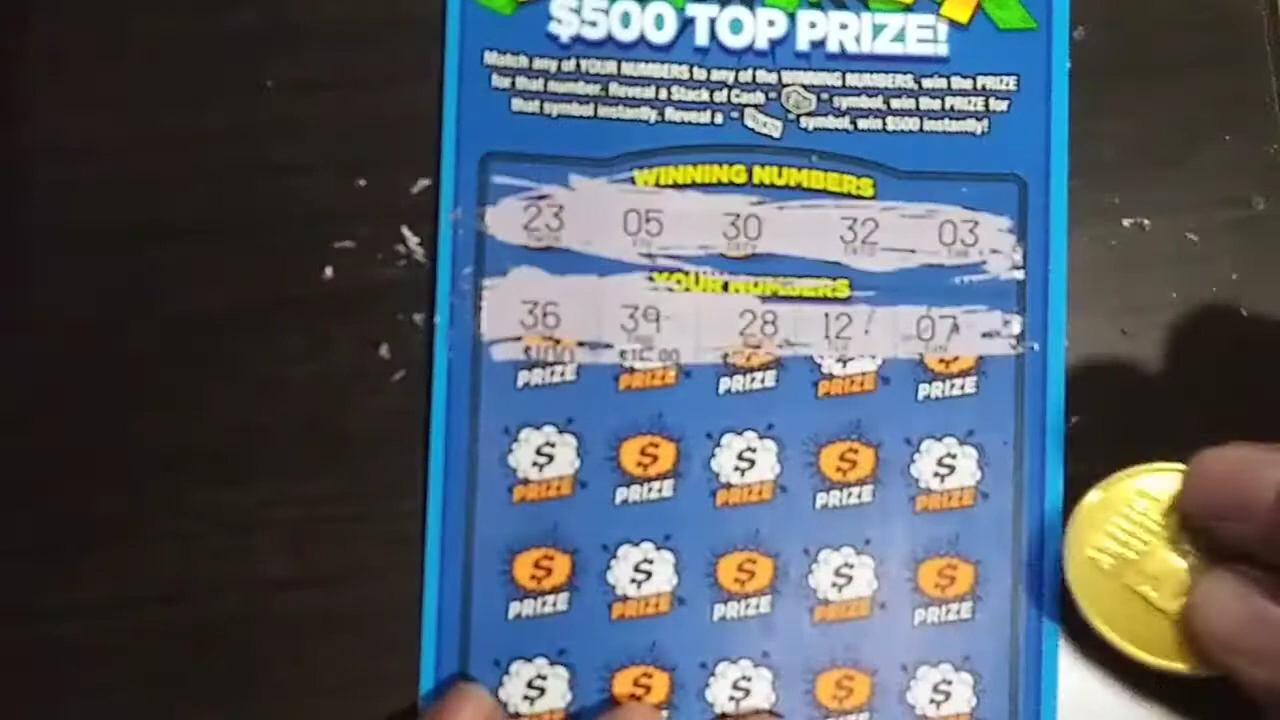 $500 TOP PRIZE!
Match any of YOUR NUMBERS to any of the WINNING NUMBERS, win the PRIZE
for that number. Reveal a Stack of Cash " " symbol, win the PRIZE for
that symbol instantly. Reveal a " " symbol, win $500 instantly!
WINNING NUMBERS
23 05 30 32 03
YOUR NUMBERS
36 39 28 12 07
$100 $15.00
PRIZE PRIZE PRIZE PRIZE PRIZE
$ $ $ $ $
PRIZE PRIZE PRIZE PRIZE PRIZE
$ $ $ $ $
PRIZE PRIZE PRIZE PRIZE PRIZE
$ $ $ $ $